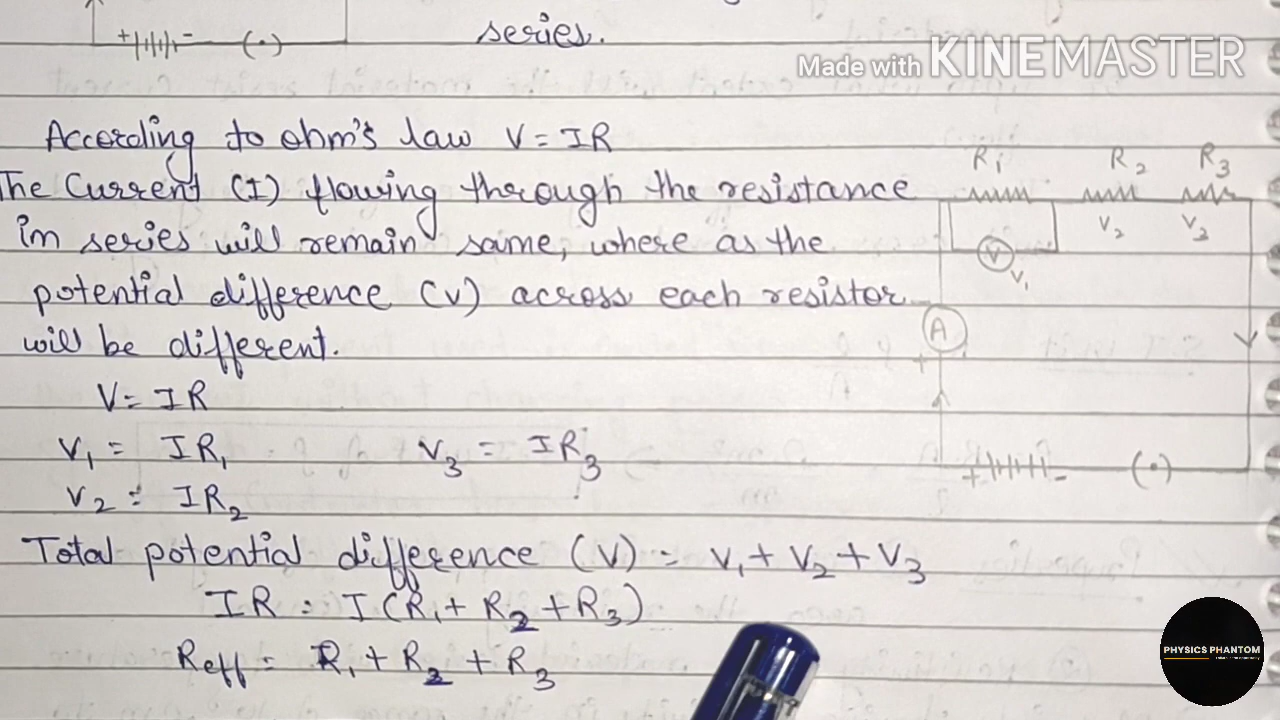 series.
Made with KINEMASTER
According to ohm's law V = IR
The Current (I) flowing through the resistance
in series will remain same, where as the
potential difference (V) across each resistor
will be different.
V = IR
V1 = IR1
V3 = IR3
V2 = IR2
Total potential difference (V) = V1 + V2 + V3
IR = I(R1 + R2 + R3)
Reff = R1 + R2 + R3
+ -
(•)
R1 R2 R3
V2 V3
V V1
A
+
+ -
(•)
PHYSICS PHANTOM